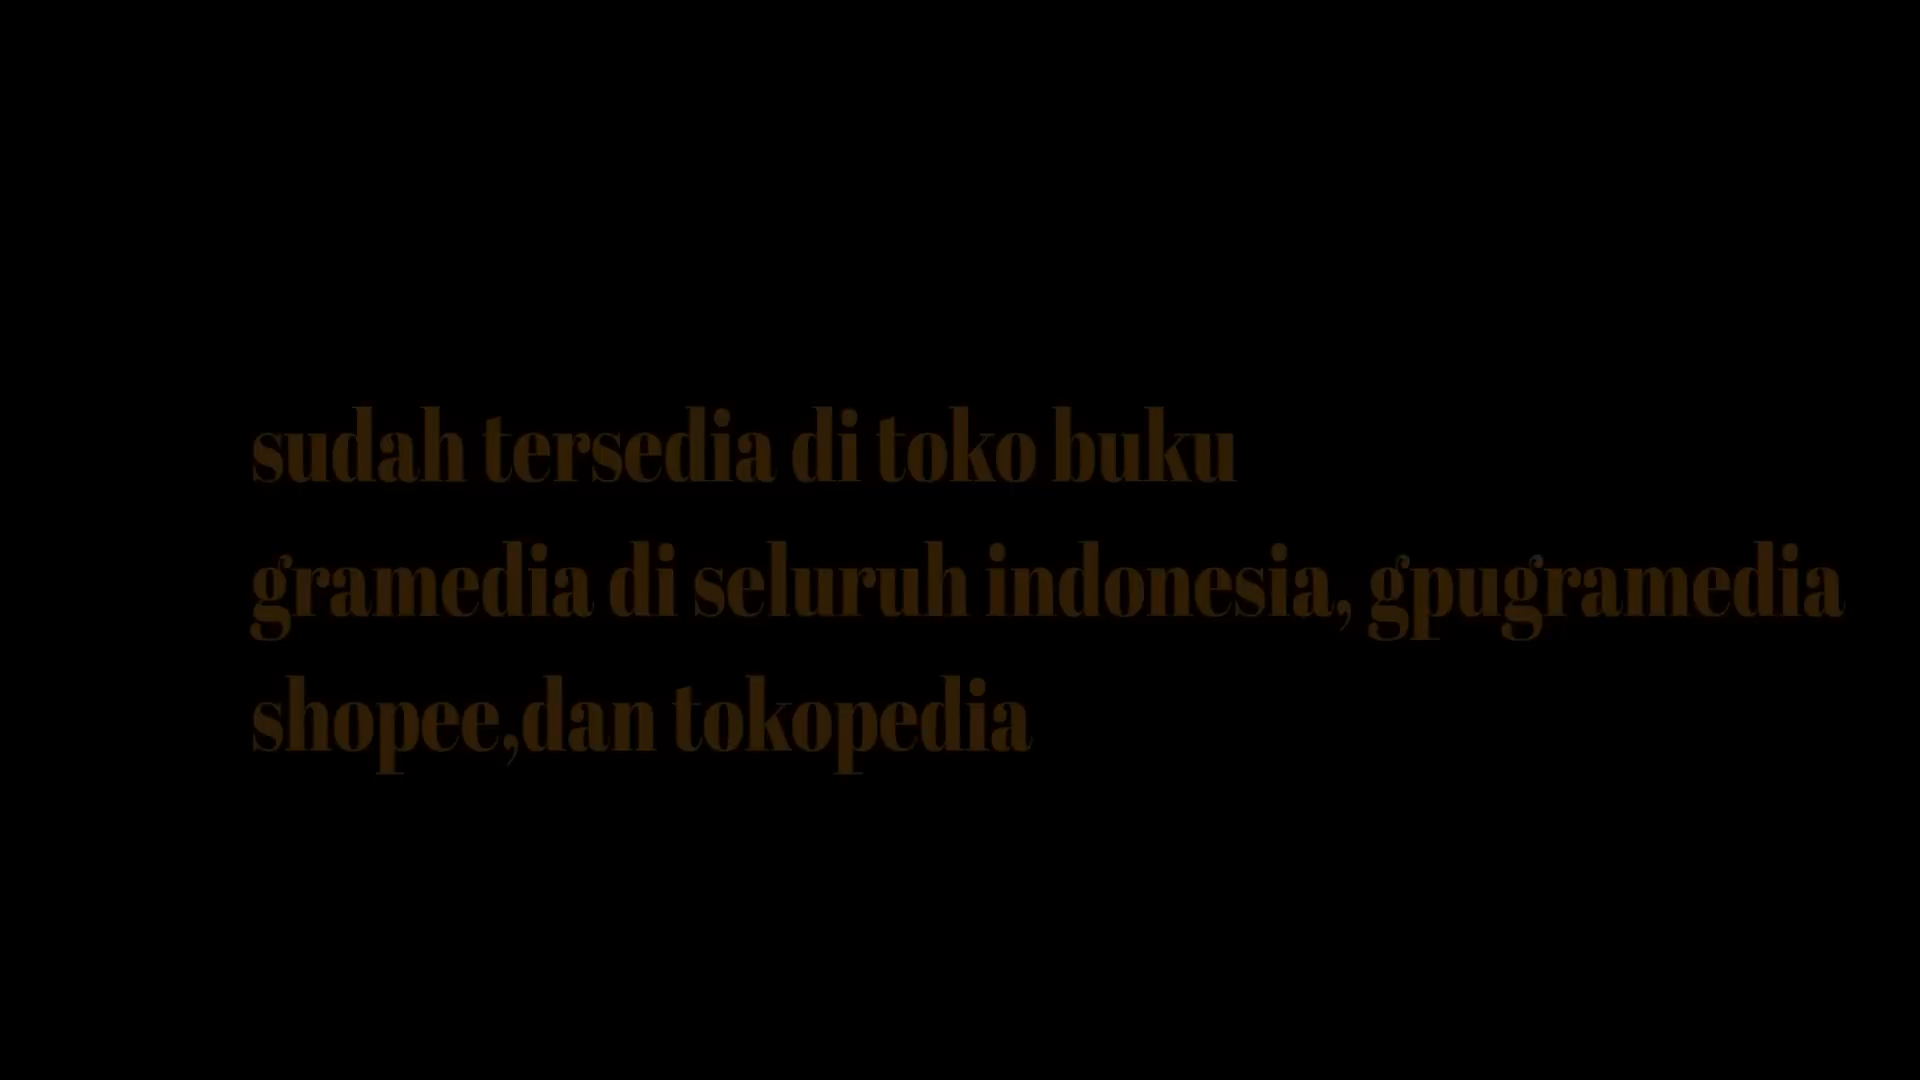 sudah tersedia di toko buku
gramedia di seluruh indonesia, gpugramedia
shopee,dan tokopedia